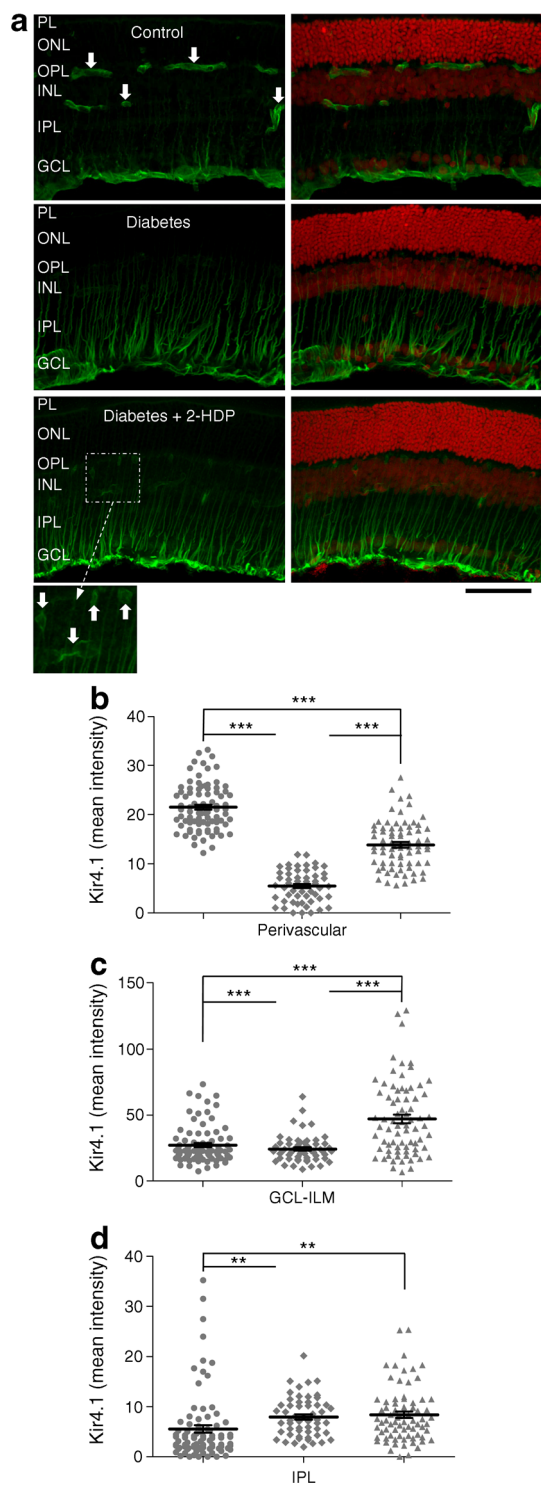 a
Control
PL
ONL
OPL
INL
IPL
GCL
Diabetes
PL
ONL
OPL
INL
IPL
GCL
Diabetes + 2-HDP
PL
ONL
OPL
INL
IPL
GCL
b
***
*** ***
Kir4.1 (mean intensity)
40
30
20
10
0
Perivascular
c
***
*** ***
Kir4.1 (mean intensity)
150
100
50
0
GCL-ILM
d
**
**
Kir4.1 (mean intensity)
40
30
20
10
0
IPL